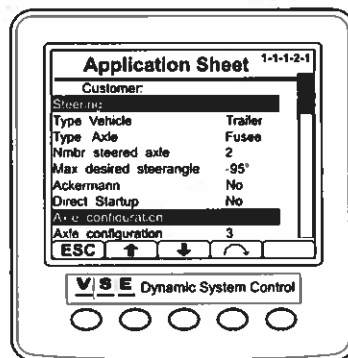 Application Sheet 1-1-1-2-1
Customer:
Steering
Type Vehicle Trailer
Type Axle Fusee
Nmbr steered axle 2
Max desired steerangle -95°
Ackermann No
Direct Startup No
Axle configuration
Axle configuration 3
ESC
VSE Dynamic System Control